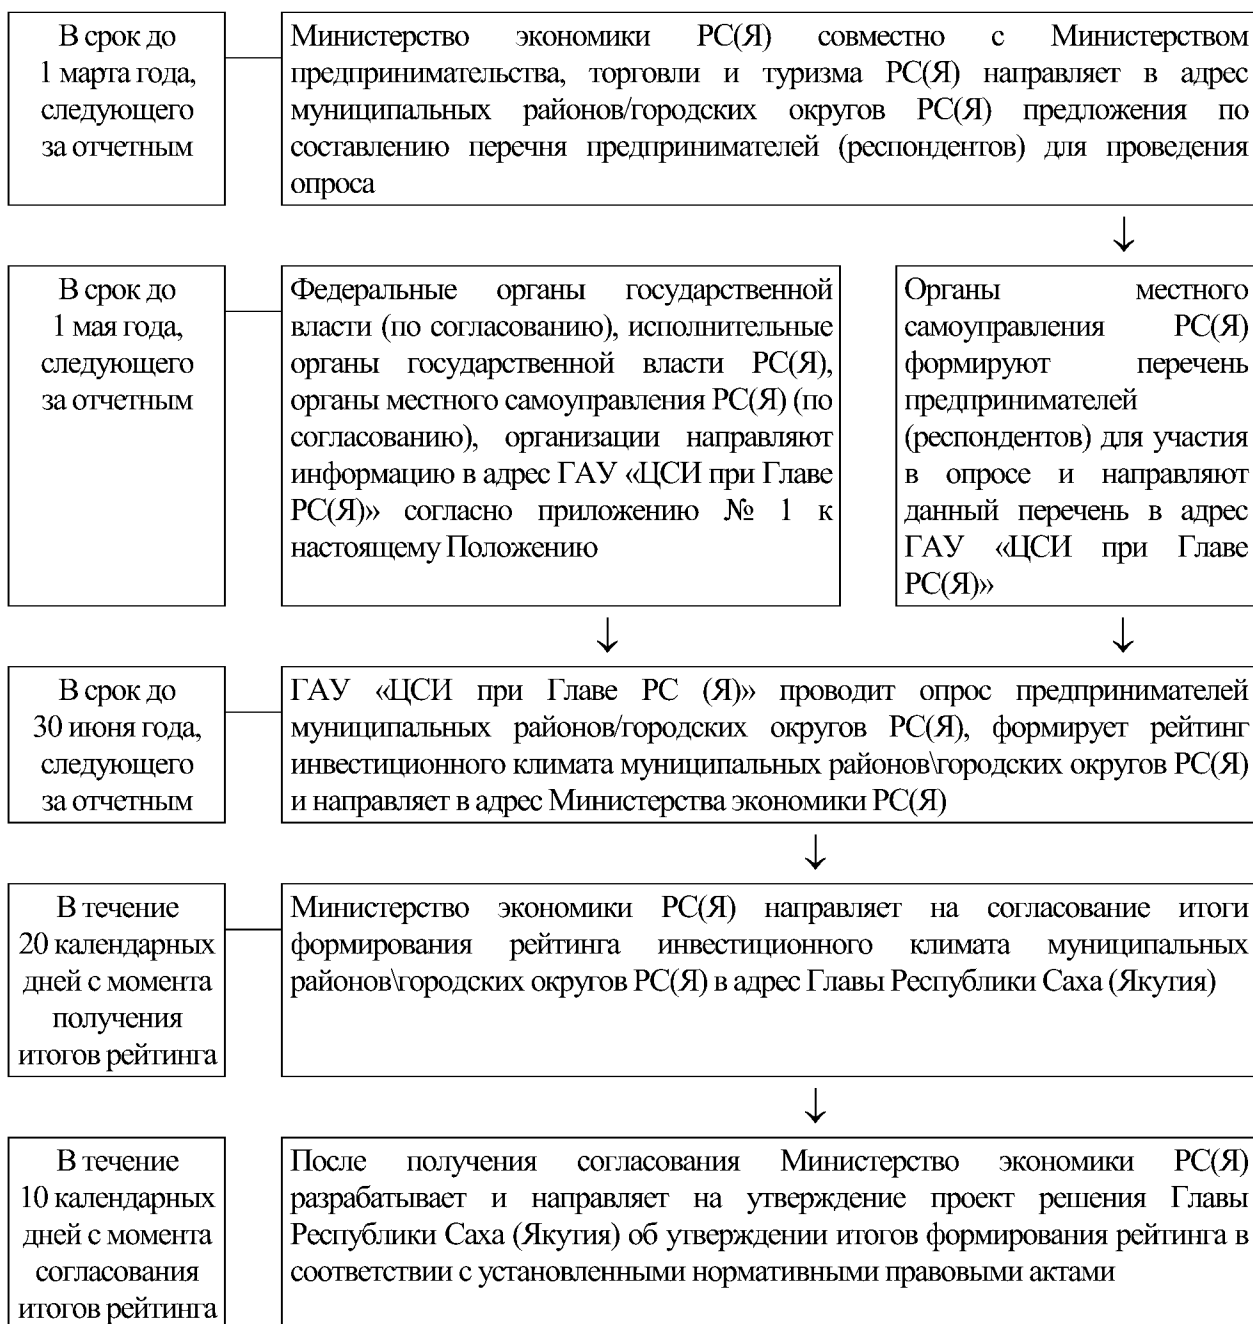 В срок до
1 марта года,
следующего
за отчетным
Министерство экономики РС(Я) совместно с Министерством
предпринимательства, торговли и туризма РС(Я) направляет в адрес
муниципальных районов/городских округов РС(Я) предложения по
составлению перечня предпринимателей (респондентов) для проведения
опроса
В срок до
1 мая года,
следующего
за отчетным
Федеральные органы государственной
власти (по согласованию), исполнительные
органы государственной власти РС(Я),
органы местного самоуправления РС(Я) (по
согласованию), организации направляют
информацию в адрес ГАУ «ЦСИ при Главе
РС(Я)» согласно приложению № 1 к
настоящему Положению
Органы местного
самоуправления РС(Я)
формируют перечень
предпринимателей
(респондентов) для участия
в опросе и направляют
данный перечень в адрес
ГАУ «ЦСИ при Главе
РС(Я)»
В срок до
30 июня года,
следующего
за отчетным
ГАУ «ЦСИ при Главе РС (Я)» проводит опрос предпринимателей
муниципальных районов/городских округов РС(Я), формирует рейтинг
инвестиционного климата муниципальных районов\городских округов РС(Я)
и направляет в адрес Министерства экономики РС(Я)
В течение
20 календарных
дней с момента
получения
итогов рейтинга
Министерство экономики РС(Я) направляет на согласование итоги
формирования рейтинга инвестиционного климата муниципальных
районов\городских округов РС(Я) в адрес Главы Республики Саха (Якутия)
В течение
10 календарных
дней с момента
согласования
итогов рейтинга
После получения согласования Министерство экономики РС(Я)
разрабатывает и направляет на утверждение проект решения Главы
Республики Саха (Якутия) об утверждении итогов формирования рейтинга в
соответствии с установленными нормативными правовыми актами